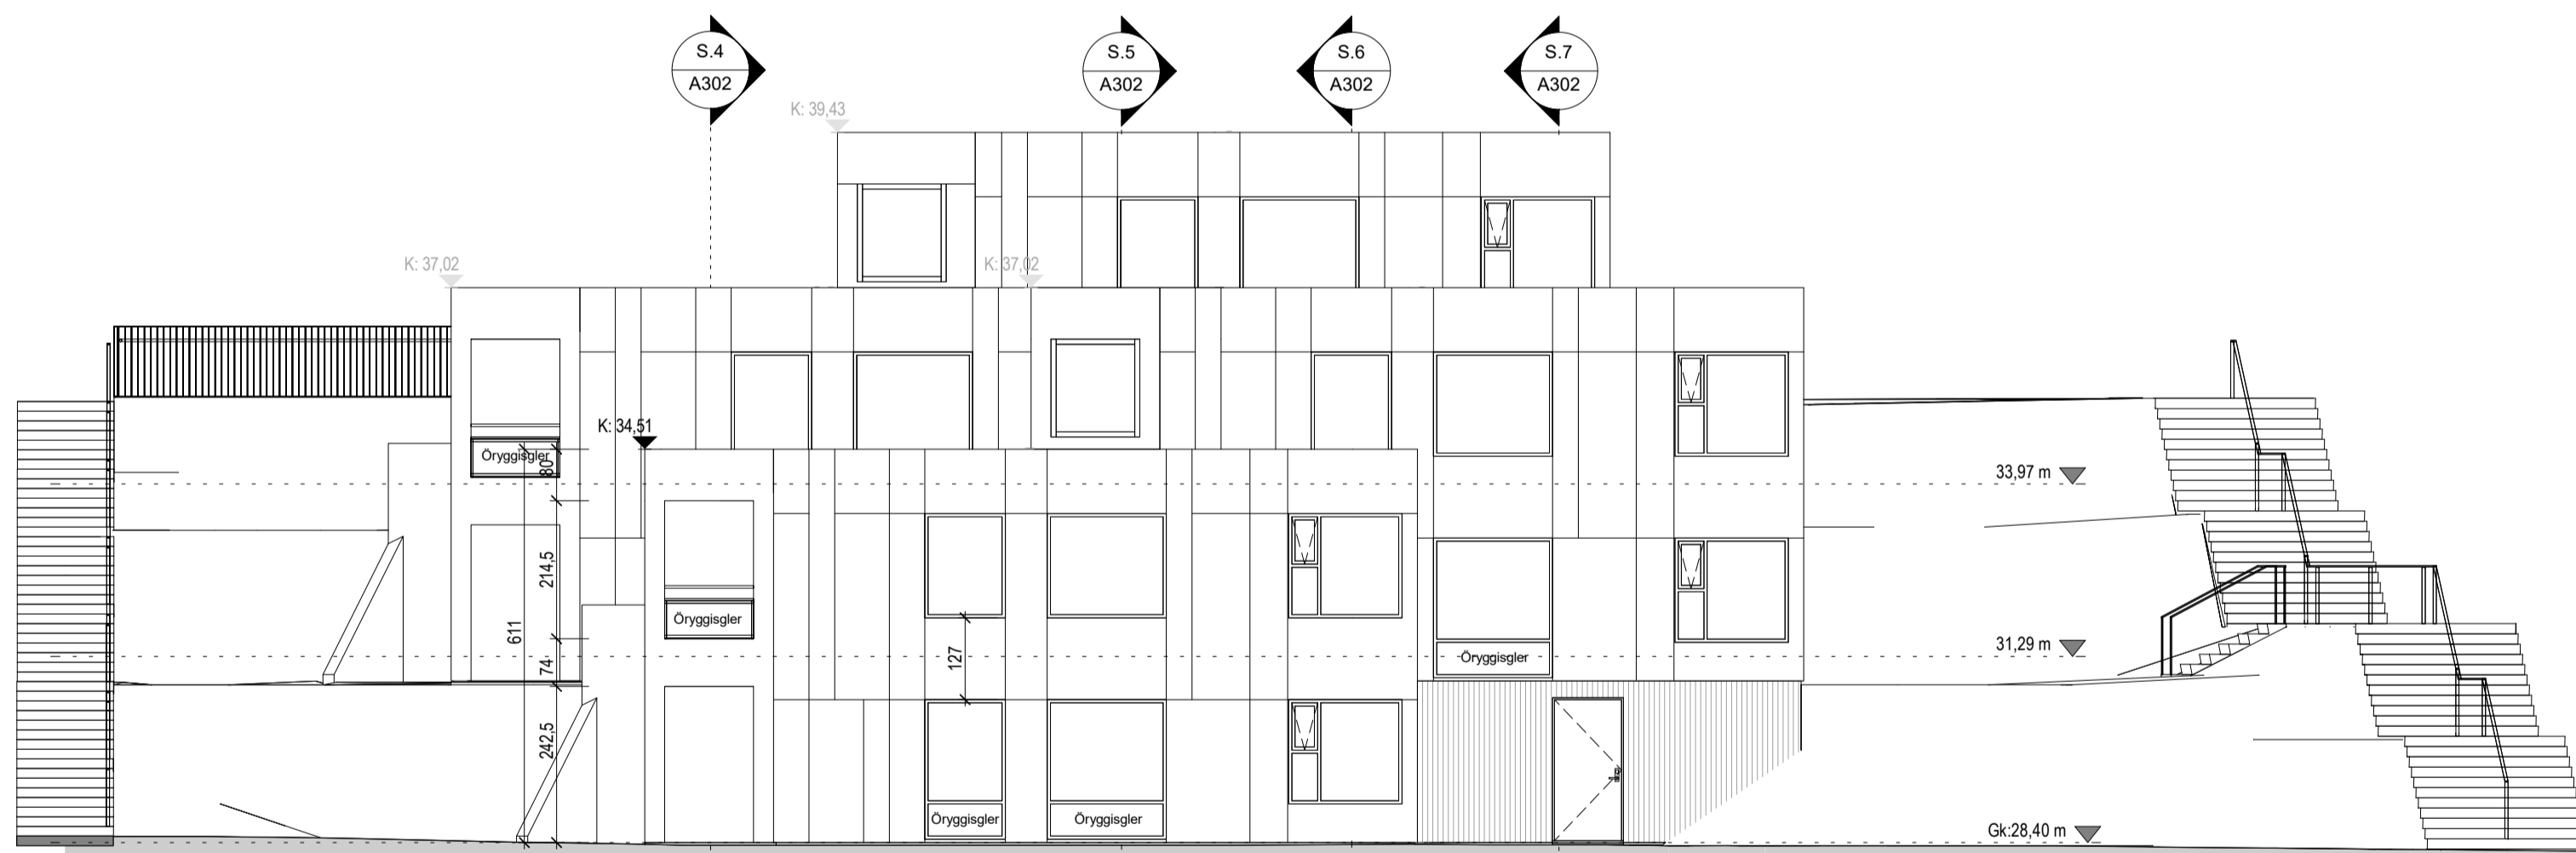 S.4
A302
S.5
A302
S.6
A302
S.7
A302
K: 39,43
K: 37,02
K: 37,02
K: 34,51
Öryggisgler
80
33,97 m
214,5
611
Öryggisgler
74
127
Öryggisgler
31,29 m
242,5
Öryggisgler
Öryggisgler
Gk:28,40 m